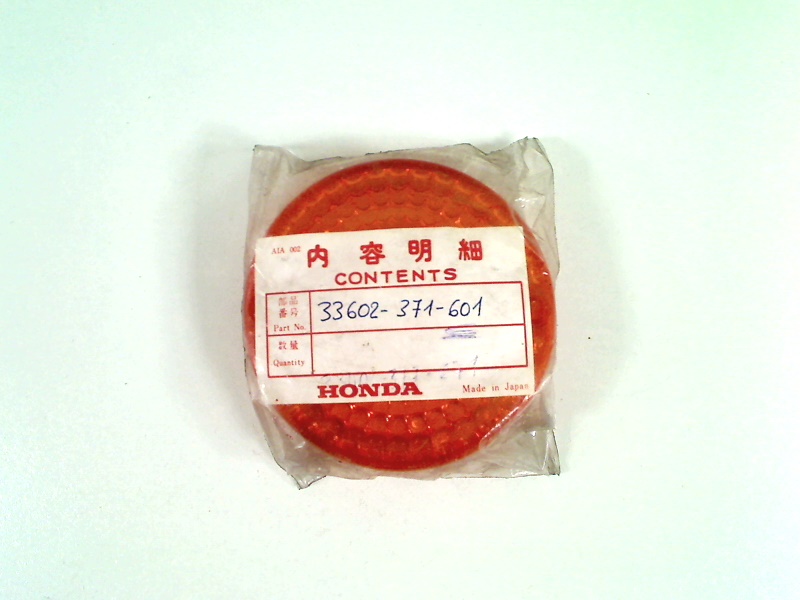 AIA 002
内容明細
CONTENTS
部品
番号
Part No.
33602-371-601
数量
Quantity
HONDA
Made in Japan